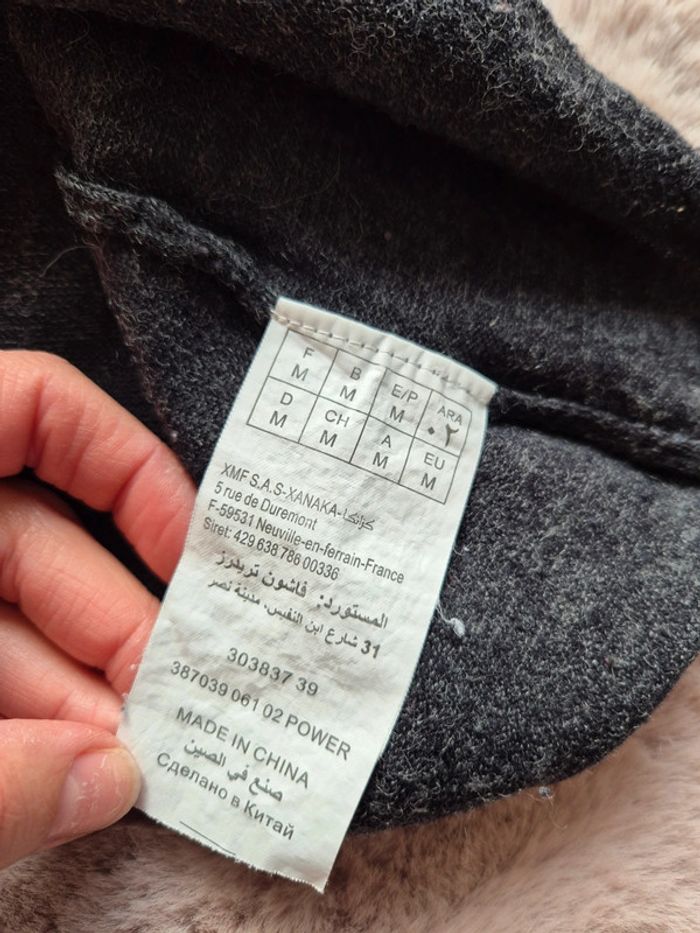 F B E/P ARA
M M M ٠٢
D CH A EU
M M M M
XMF S.A.S-XANAKA-كزانكا
5 rue de Duremont
F-59531 Neuville-en-ferrain-France
Siret: 429 638 786 00336
المستورد: فاشون تريدرز
31 شارع ابن النفيس، مدينة نصر
303837 39
387039 061 02 POWER
MADE IN CHINA
صنع في الصين
Сделано в Китай